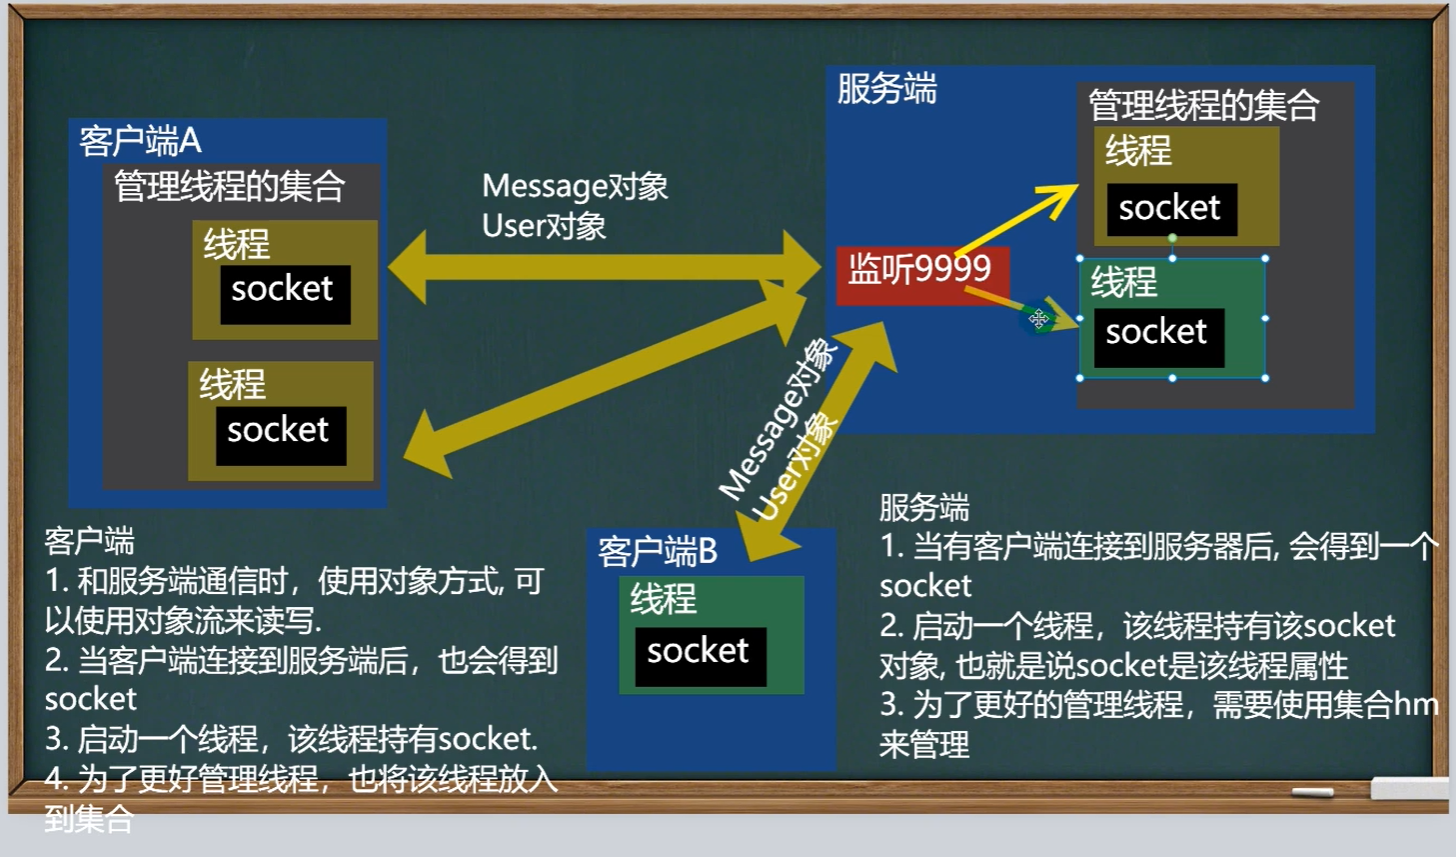 客户端A
管理线程的集合
线程
socket
线程
socket
Message对象
User对象
服务端
管理线程的集合
线程
socket
监听9999
线程
socket
Message对象
User对象
客户端B
线程
socket
客户端
1. 和服务端通信时，使用对象方式, 可
以使用对象流来读写.
2. 当客户端连接到服务端后，也会得到
socket
3. 启动一个线程，该线程持有socket.
4. 为了更好管理线程，也将该线程放入
到集合
服务端
1. 当有客户端连接到服务器后, 会得到一个
socket
2. 启动一个线程，该线程持有该socket
对象, 也就是说socket是该线程属性
3. 为了更好的管理线程，需要使用集合hm
来管理